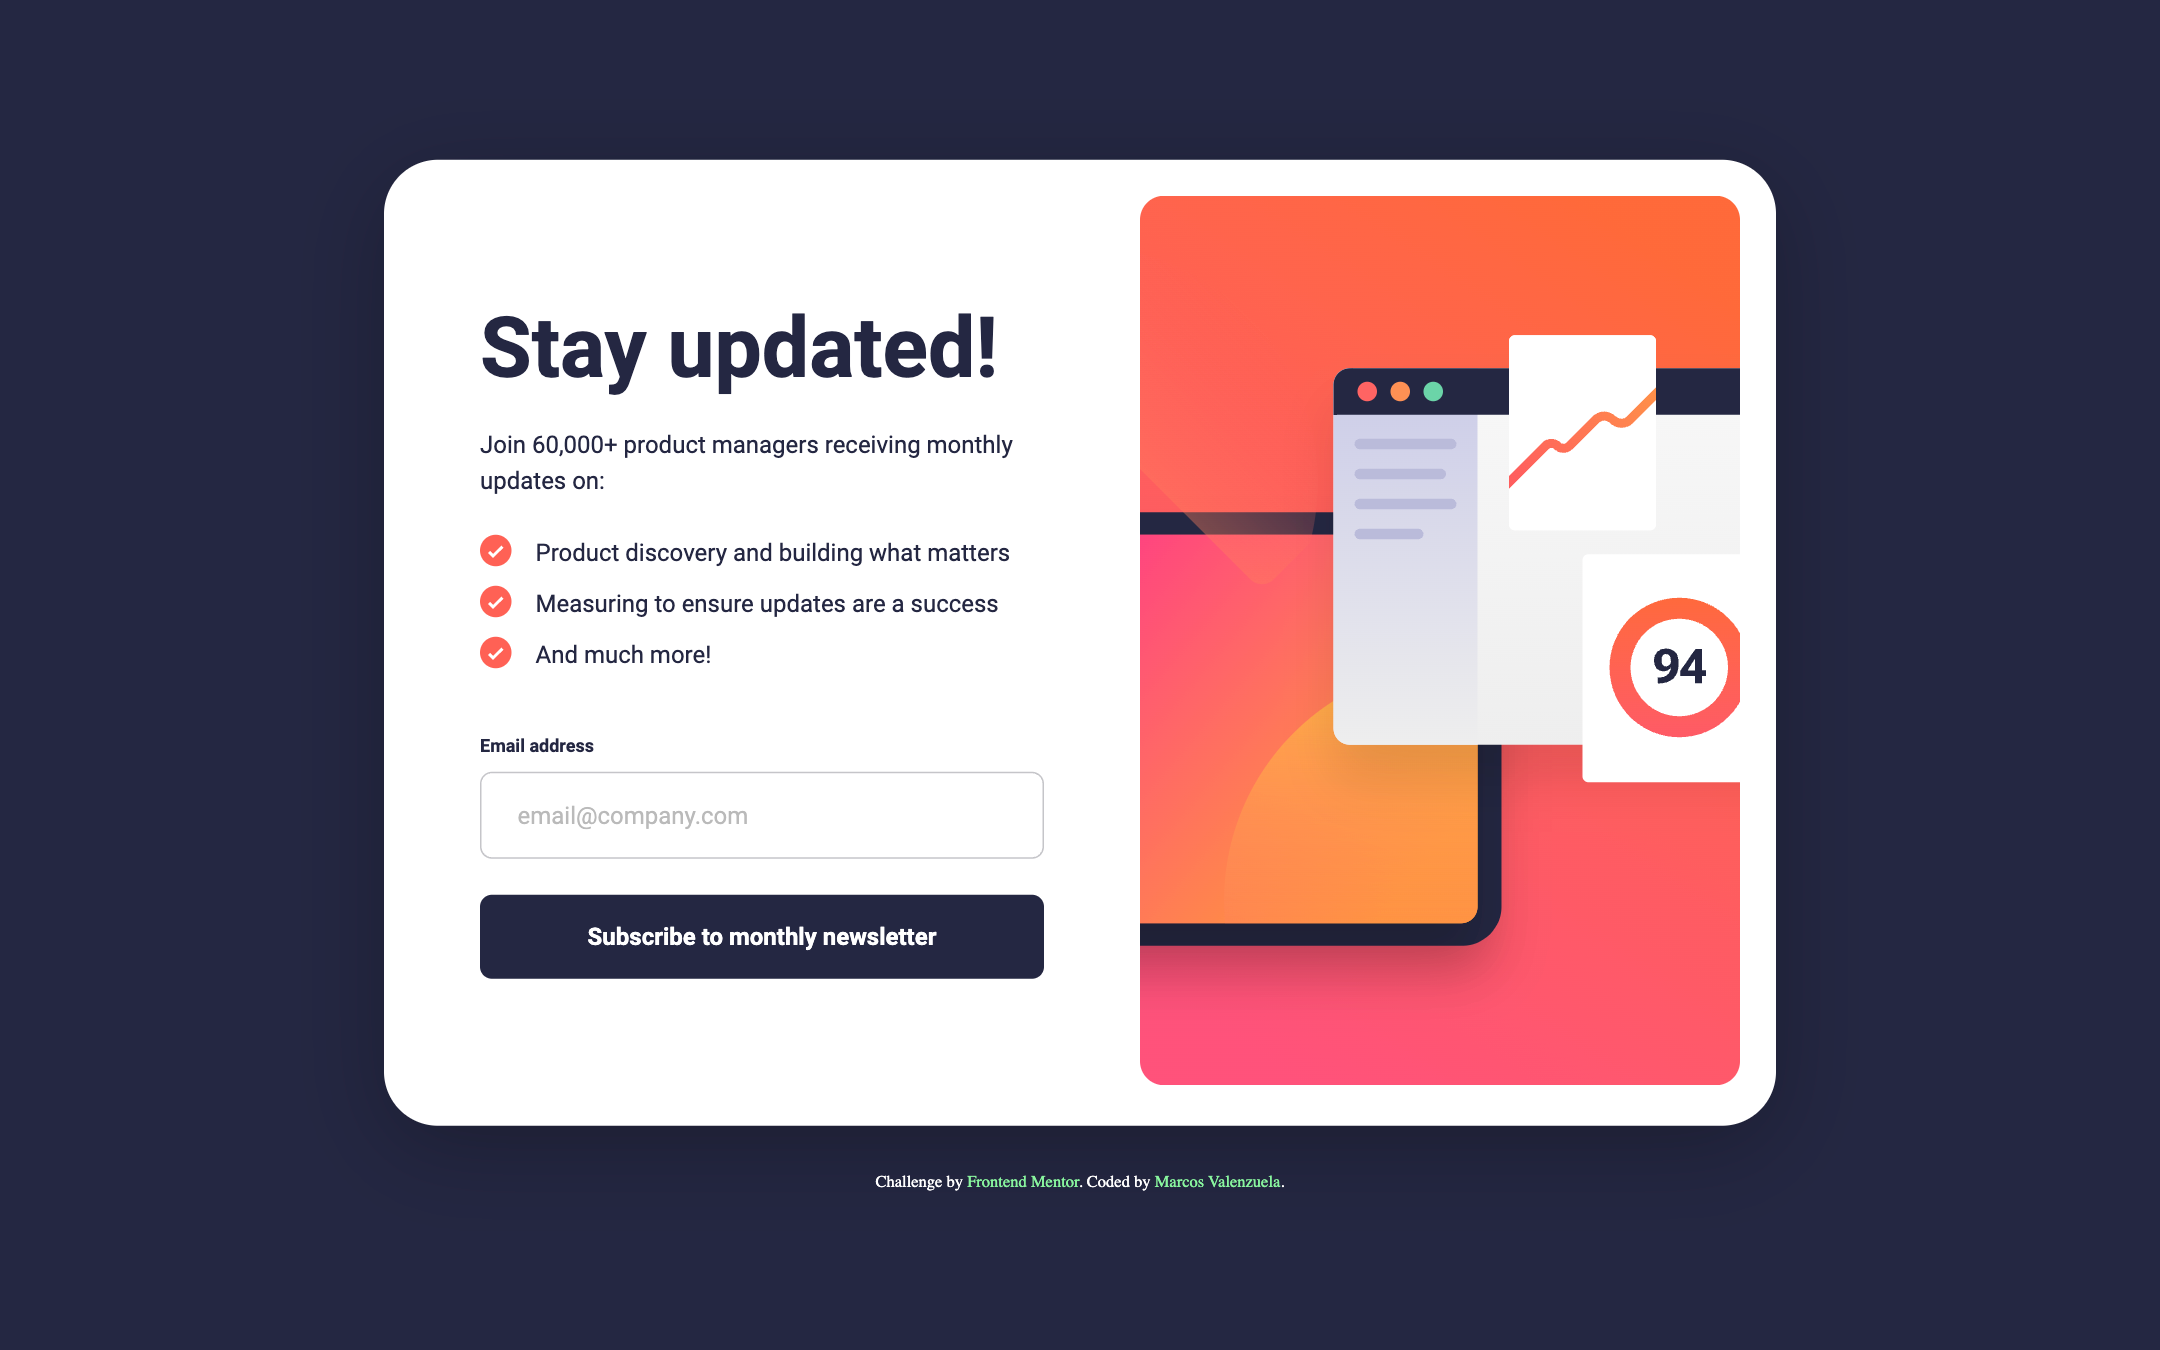 Stay updated!
Join 60,000+ product managers receiving monthly
updates on:
Product discovery and building what matters
Measuring to ensure updates are a success
And much more!
Email address
email@company.com
Subscribe to monthly newsletter
94
Challenge by Frontend Mentor. Coded by Marcos Valenzuela.